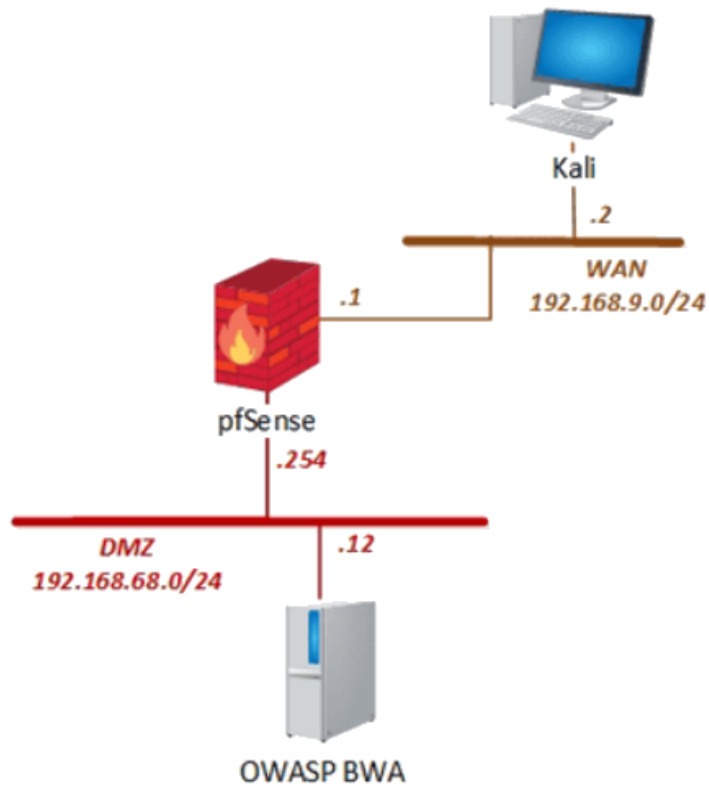 Kali
.2
WAN
192.168.9.0/24
.1
pfSense
.254
.12
DMZ
192.168.68.0/24
OWASP BWA